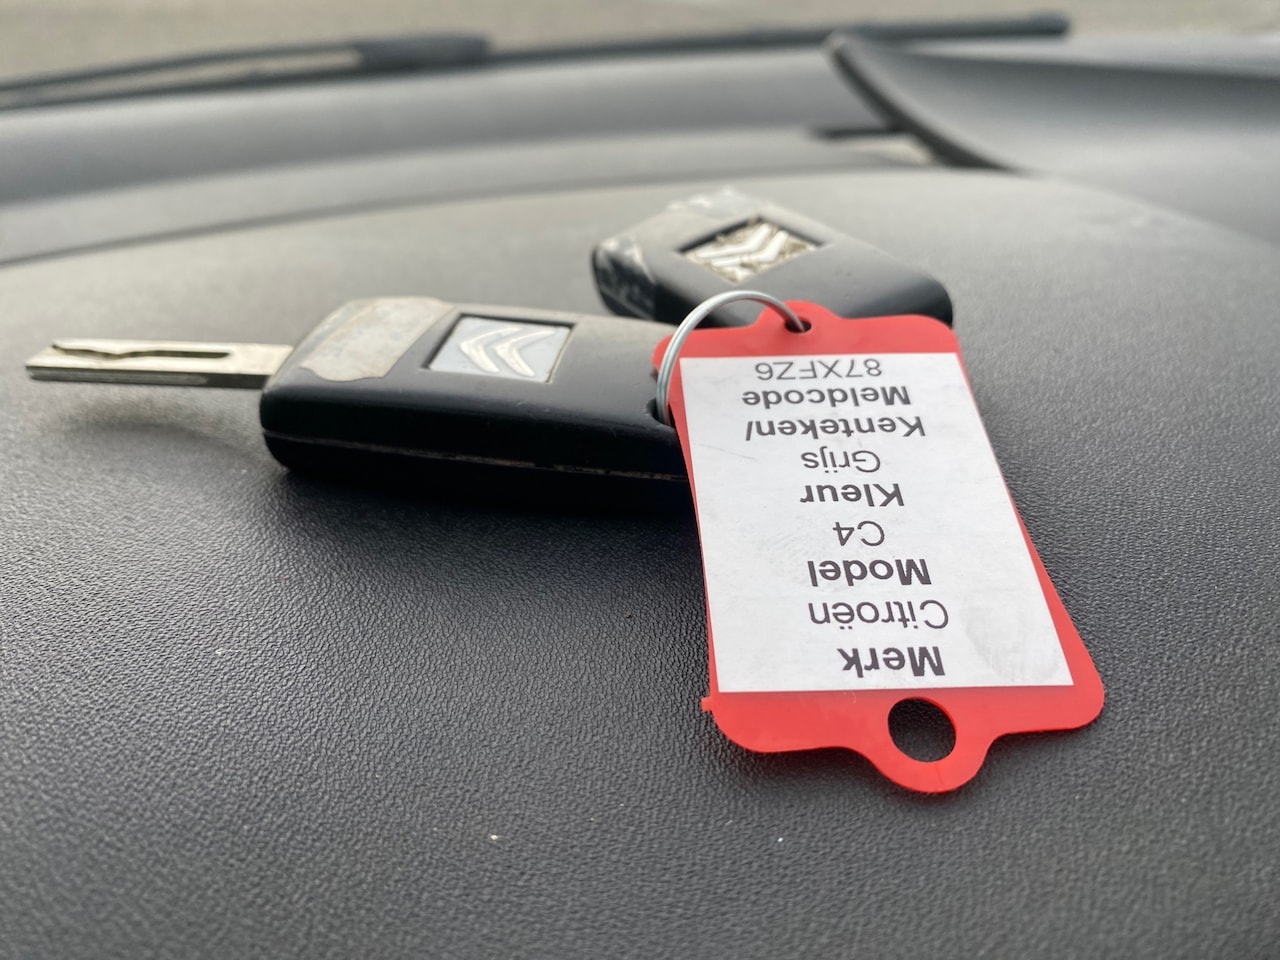 Merk
Citroën
Model
C4
Kleur
Grijs
Kenteken/
Meldcode
87XFZ6